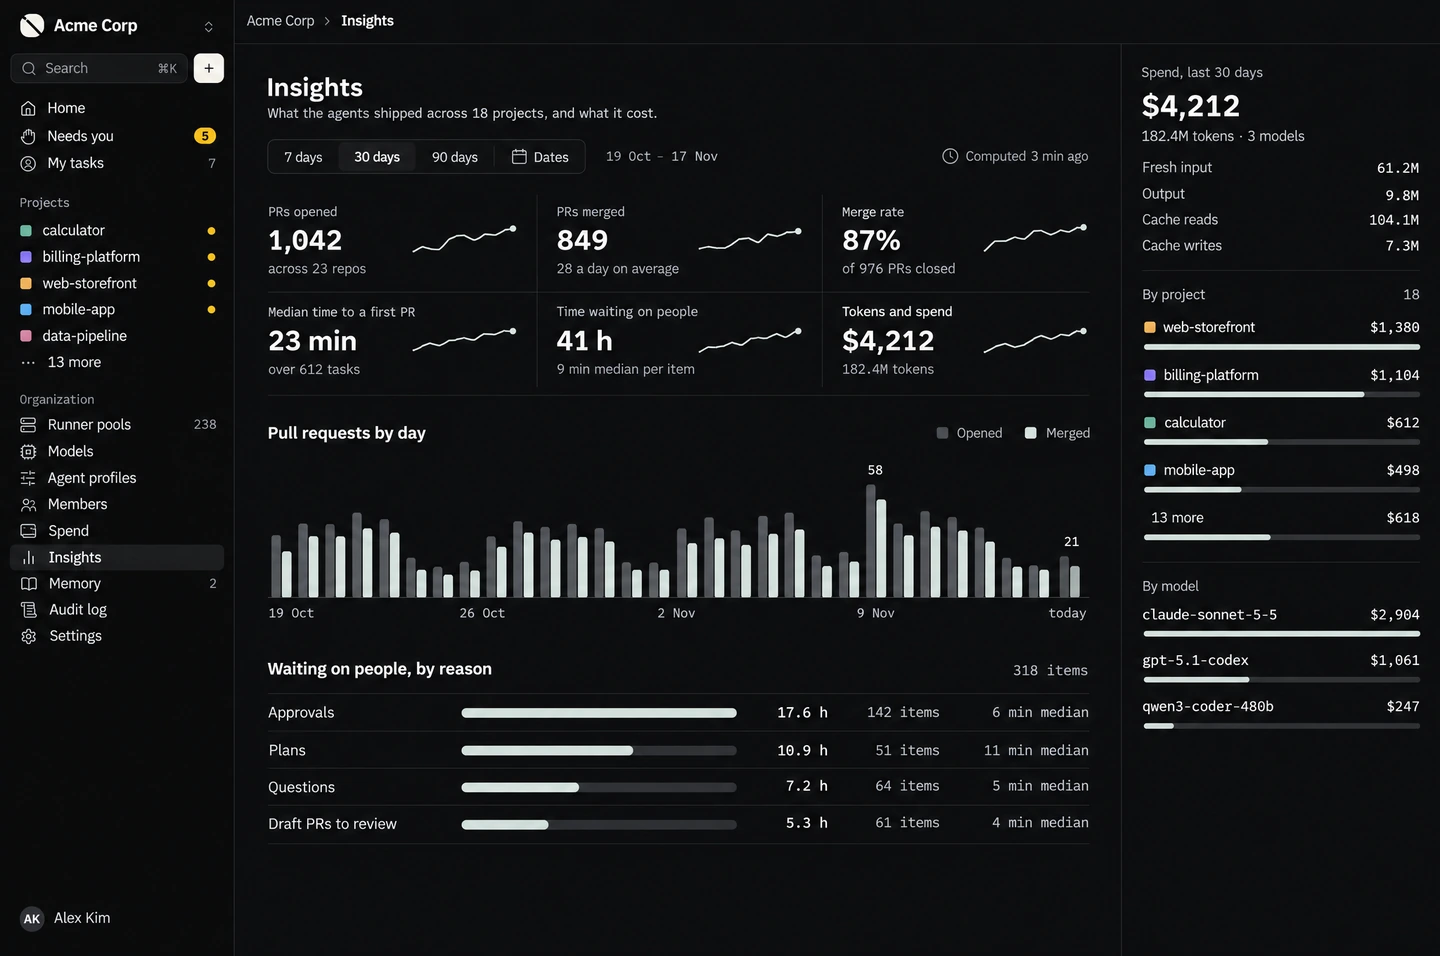 Acme Corp
Search ⌘K +
Home
Needs you 5
My tasks 7
Projects
calculator
billing-platform
web-storefront
mobile-app
data-pipeline
··· 13 more
Organization
Runner pools 238
Models
Agent profiles
Members
Spend
Insights
Memory 2
Audit log
Settings
AK Alex Kim
Acme Corp > Insights
Insights
What the agents shipped across 18 projects, and what it cost.
7 days 30 days 90 days Dates 19 Oct - 17 Nov Computed 3 min ago
PRs opened
1,042
across 23 repos
PRs merged
849
28 a day on average
Merge rate
87%
of 976 PRs closed
Median time to a first PR
23 min
over 612 tasks
Time waiting on people
41 h
9 min median per item
Tokens and spend
$4,212
182.4M tokens
Pull requests by day Opened Merged
58
21
19 Oct 26 Oct 2 Nov 9 Nov today
Waiting on people, by reason 318 items
Approvals 17.6 h 142 items 6 min median
Plans 10.9 h 51 items 11 min median
Questions 7.2 h 64 items 5 min median
Draft PRs to review 5.3 h 61 items 4 min median
Spend, last 30 days
$4,212
182.4M tokens · 3 models
Fresh input 61.2M
Output 9.8M
Cache reads 104.1M
Cache writes 7.3M
By project 18
web-storefront $1,380
billing-platform $1,104
calculator $612
mobile-app $498
13 more $618
By model
claude-sonnet-5-5 $2,904
gpt-5.1-codex $1,061
qwen3-coder-480b $247